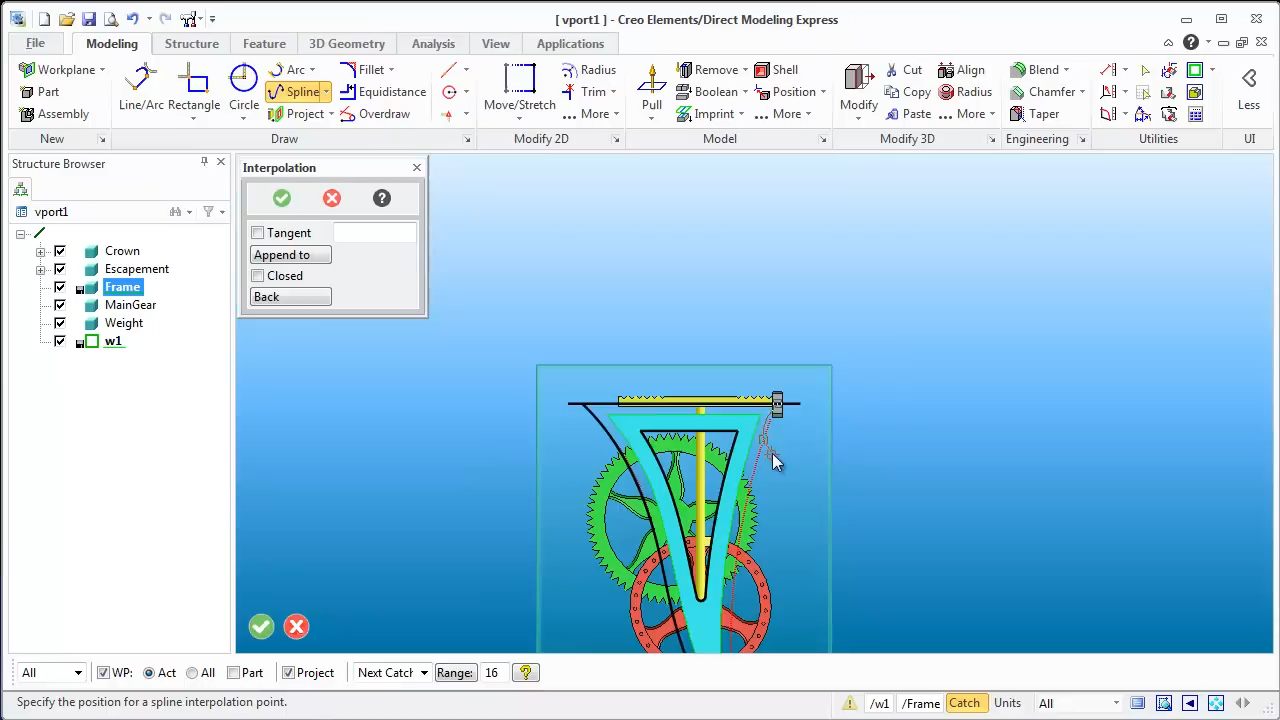 [ vport1 ] - Creo Elements/Direct Modeling Express
File Modeling Structure Feature 3D Geometry Analysis View Applications
Workplane Arc Fillet Radius Remove Shell Cut Align Blend
Part Line/Arc Rectangle Circle Spline Equidistance Move/Stretch Trim Pull Boolean Position Modify Copy Radius Chamfer Less
Assembly Project Overdraw More Imprint More Paste More Taper
New Draw Modify 2D Model Modify 3D Engineering Utilities UI
Structure Browser
vport1
Crown
Escapement
Frame
MainGear
Weight
w1
Interpolation
Tangent
Append to
Closed
Back
All WP: Act All Part Project Next Catch Range: 16
Specify the position for a spline interpolation point. /w1 /Frame Catch Units All